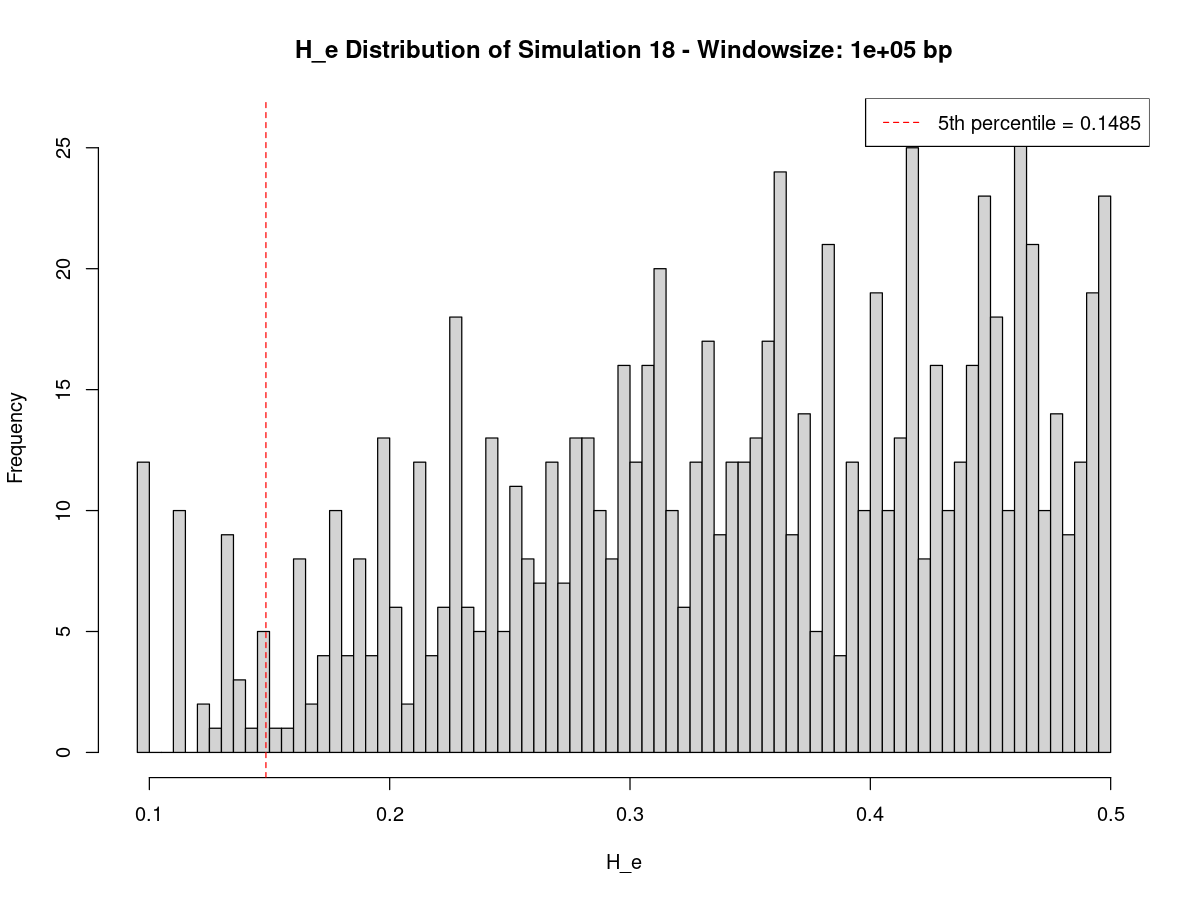 H_e Distribution of Simulation 18 - Windowsize: 1e+05 bp
5th percentile = 0.1485
Frequency
25
20
15
10
5
0
0.1 0.2 0.3 0.4 0.5
H_e